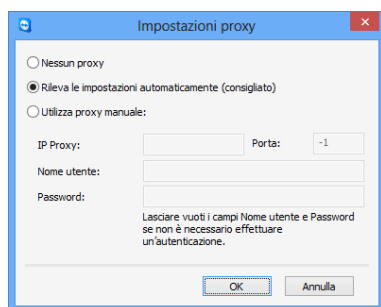 Impostazioni proxy
Nessun proxy
Rileva le impostazioni automaticamente (consigliato)
Utilizza proxy manuale:
IP Proxy:
Porta: -1
Nome utente:
Password:
Lasciare vuoti i campi Nome utente e Password
se non è necessario effettuare
un'autenticazione.
OK Annulla